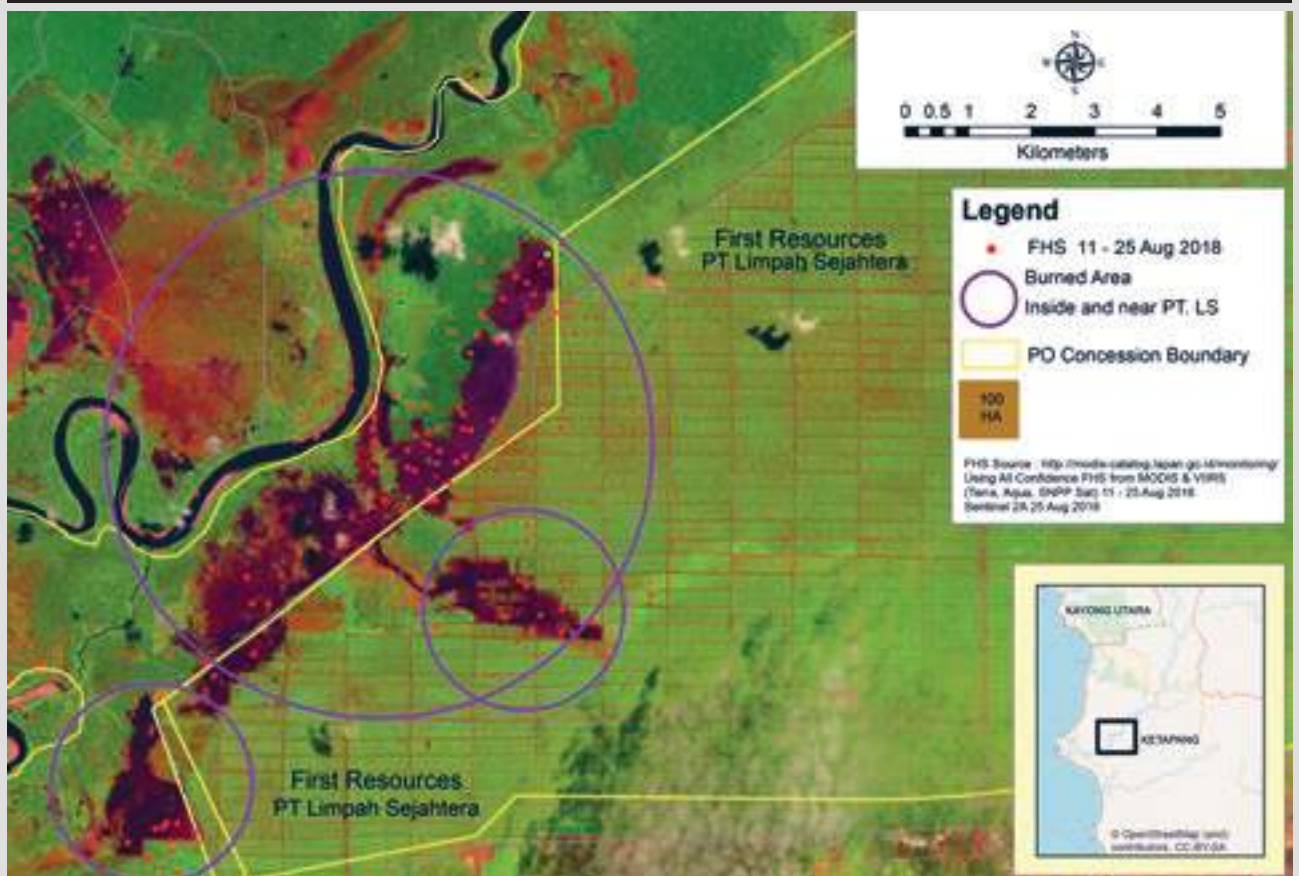 N
W E
S
0 0.5 1 2 3 4 5
Kilometers
First Resources
PT Limpah Sejahtera
Legend
FHS 11 - 25 Aug 2018
Burned Area
Inside and near PT. LS
PO Concession Boundary
100
HA
FHS Source : http://modis-catalog.lapan.go.id/monitoring/
Using All Confidence FHS from MODIS & VIIRS
(Terra, Aqua, SNPP Sat) 11 - 25 Aug 2018
Sentinel 2A 25 Aug 2018
KAYONG UTARA
KETAPANG
© OpenStreetMap (and)
contributors, CC-BY-SA
First Resources
PT Limpah Sejahtera